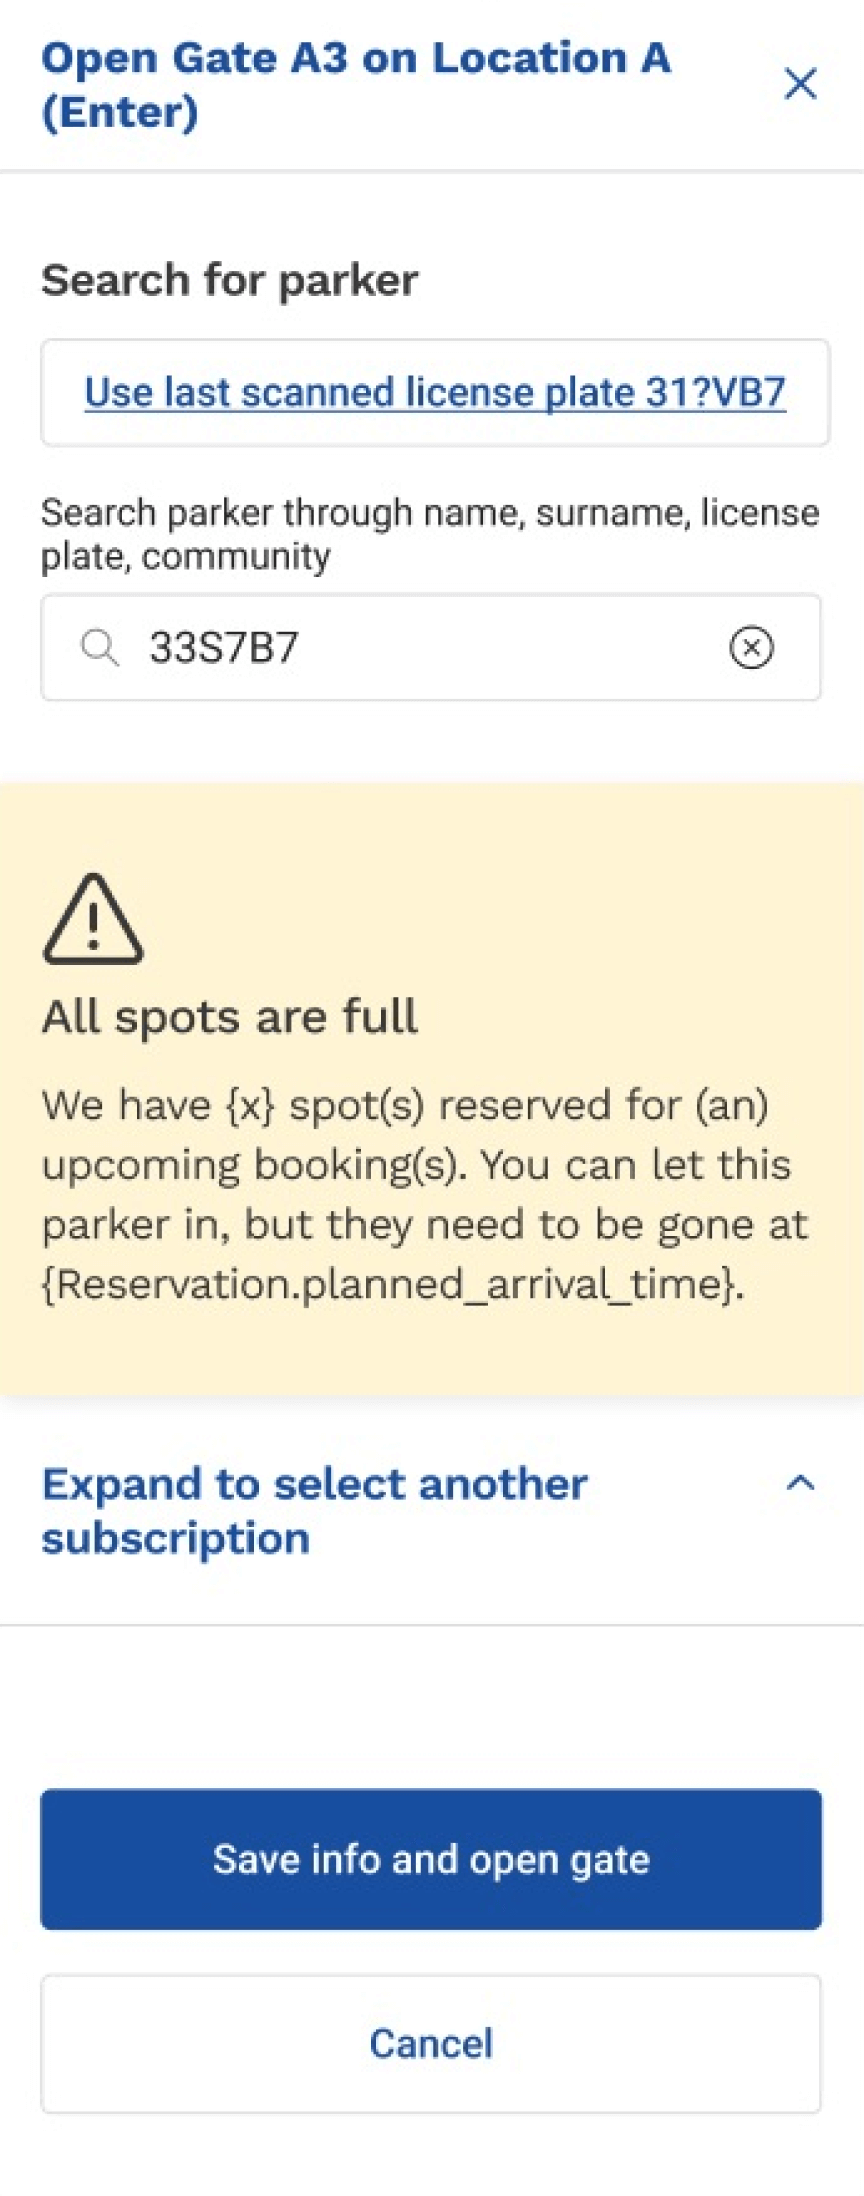 Open Gate A3 on Location A
(Enter)
Search for parker
Use last scanned license plate 31?VB7
Search parker through name, surname, license
plate, community
33S7B7
All spots are full
We have {x} spot(s) reserved for (an)
upcoming booking(s). You can let this
parker in, but they need to be gone at
{Reservation.planned_arrival_time}.
Expand to select another
subscription
Save info and open gate
Cancel